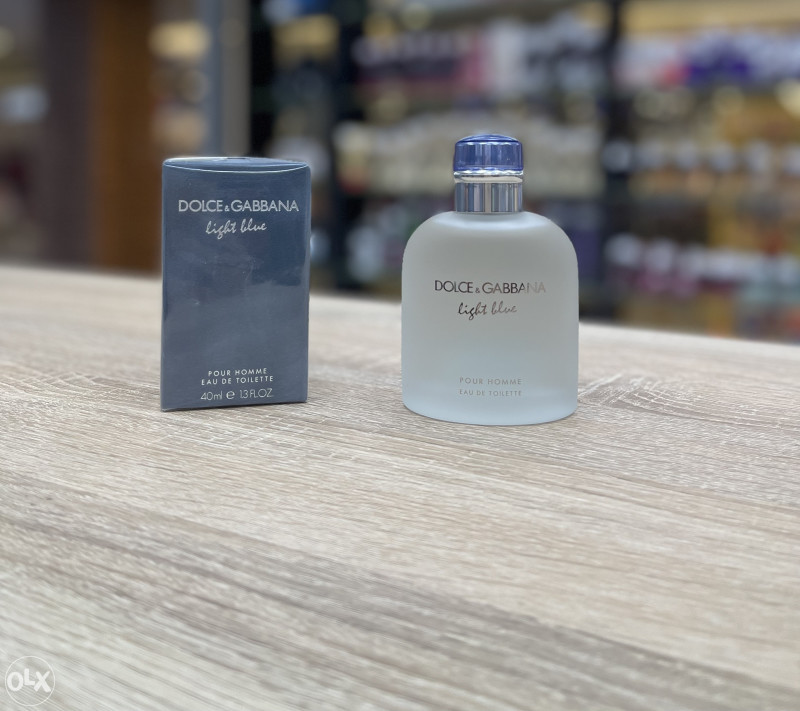 DOLCE&GABBANA
light blue
POUR HOMME
EAU DE TOILETTE
40ml e 1.3 FL.OZ.
DOLCE&GABBANA
light blue
POUR HOMME
EAU DE TOILETTE
OLX